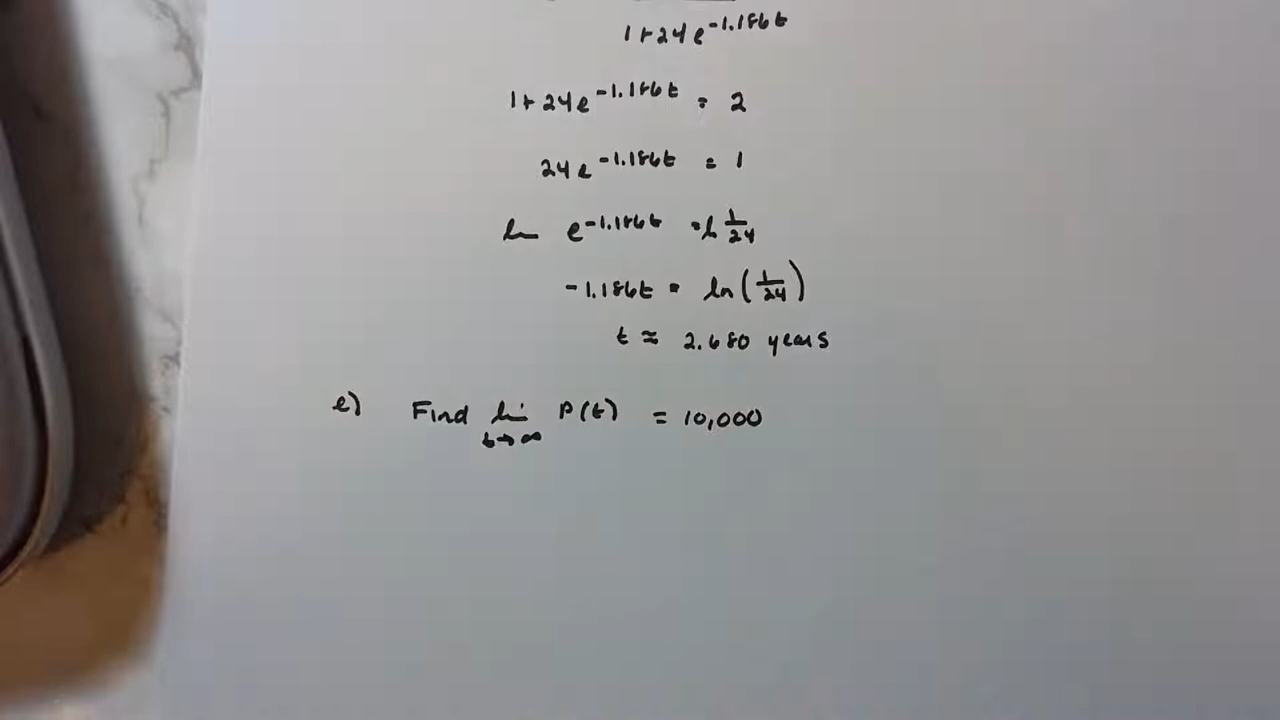 1+24e^-1.186t
1+24e^-1.186t = 2
24e^-1.186t = 1
ln e^-1.186t = ln 1/24
-1.186t = ln(1/24)
t ≈ 2.680 years
e) Find lim t→∞ P(t) = 10,000